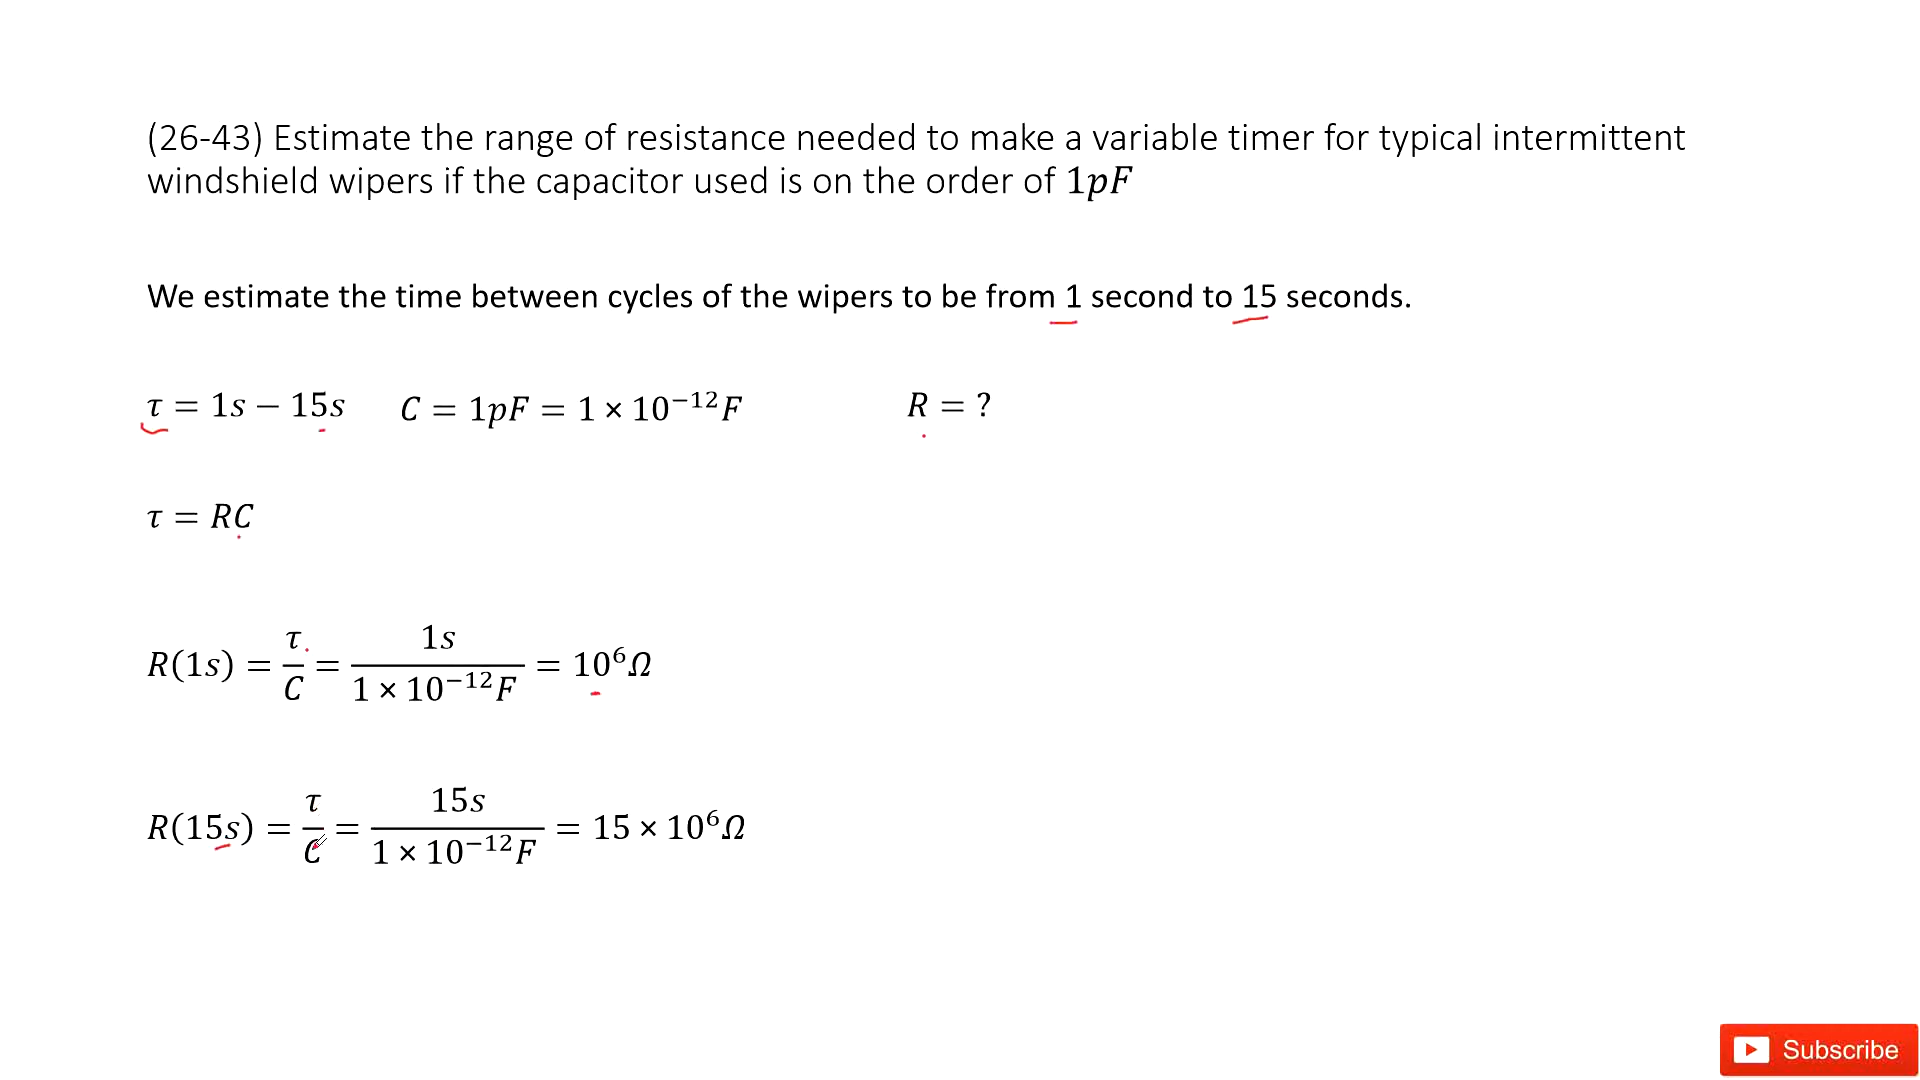 (26-43) Estimate the range of resistance needed to make a variable timer for typical intermittent
windshield wipers if the capacitor used is on the order of 1pF
We estimate the time between cycles of the wipers to be from 1 second to 15 seconds.
τ = 1s − 15s C = 1pF = 1 × 10⁻¹²F R = ?
τ = RC
R(1s) = τ/C = 1s/(1 × 10⁻¹²F) = 10⁶Ω
R(15s) = τ/C = 15s/(1 × 10⁻¹²F) = 15 × 10⁶Ω
Subscribe